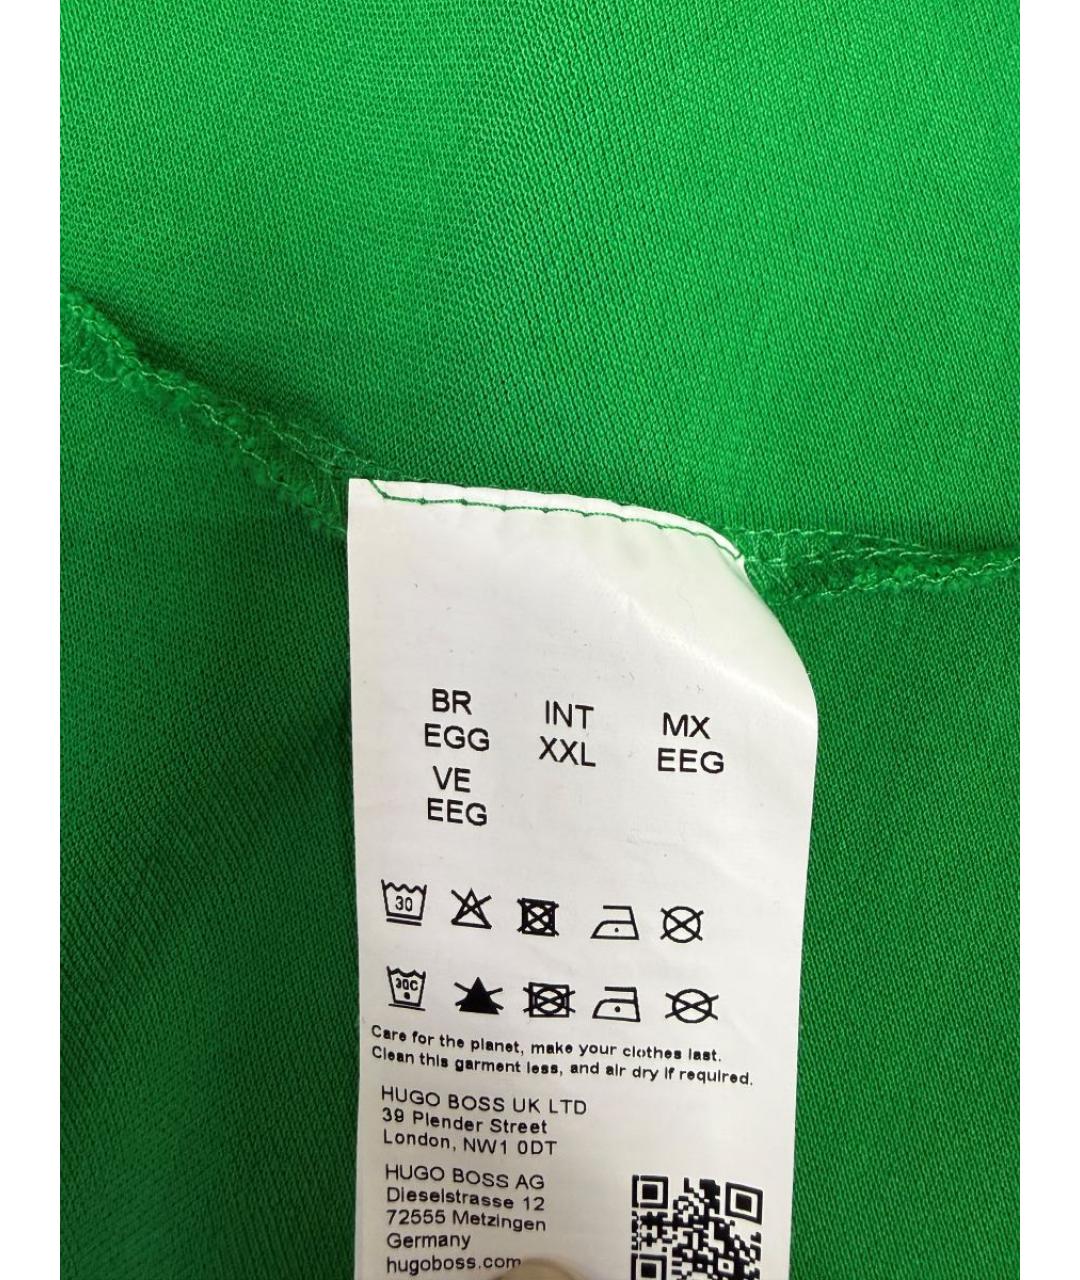 BR INT MX
EGG XXL EEG
VE
EEG
30
30C
Care for the planet, make your clothes last.
Clean this garment less, and air dry if required.
HUGO BOSS UK LTD
39 Plender Street
London, NW1 0DT
HUGO BOSS AG
Dieselstrasse 12
72555 Metzingen
Germany
hugoboss.com